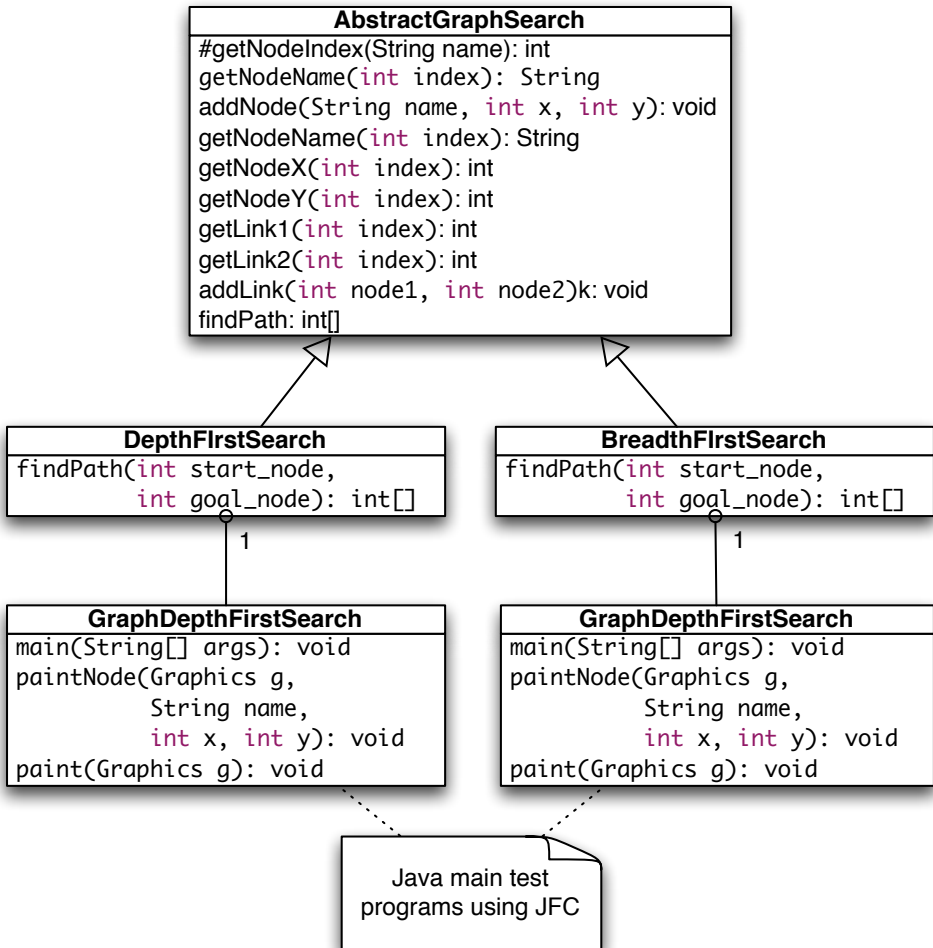 AbstractGraphSearch
#getNodeIndex(String name): int
getNodeName(int index): String
addNode(String name, int x, int y): void
getNodeName(int index): String
getNodeX(int index): int
getNodeY(int index): int
getLink1(int index): int
getLink2(int index): int
addLink(int node1, int node2)k: void
findPath: int[]
DepthFIrstSearch
findPath(int start_node,
int goal_node): int[]
1
BreadthFIrstSearch
findPath(int start_node,
int goal_node): int[]
1
GraphDepthFirstSearch
main(String[] args): void
paintNode(Graphics g,
String name,
int x, int y): void
paint(Graphics g): void
GraphDepthFirstSearch
main(String[] args): void
paintNode(Graphics g,
String name,
int x, int y): void
paint(Graphics g): void
Java main test
programs using JFC